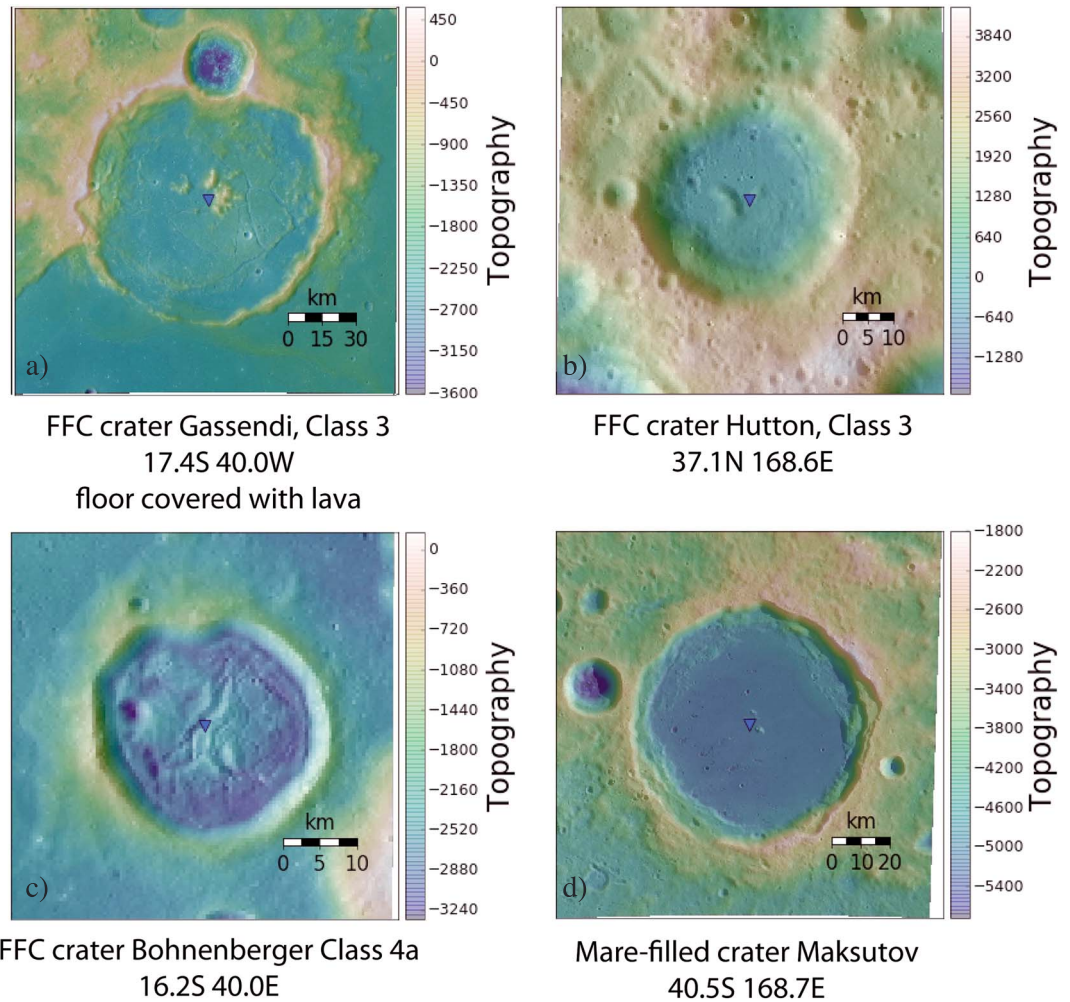 450
0
−450
−900
−1350
−1800
−2250
−2700
−3150
−3600
Topography
km
0 15 30
a)
FFC crater Gassendi, Class 3
17.4S 40.0W
floor covered with lava
3840
3200
2560
1920
1280
640
0
−640
−1280
Topography
km
0 5 10
b)
FFC crater Hutton, Class 3
37.1N 168.6E
0
−360
−720
−1080
−1440
−1800
−2160
−2520
−2880
−3240
Topography
km
0 5 10
c)
FFC crater Bohnenberger Class 4a
16.2S 40.0E
−1800
−2200
−2600
−3000
−3400
−3800
−4200
−4600
−5000
−5400
Topography
km
0 10 20
d)
Mare-filled crater Maksutov
40.5S 168.7E